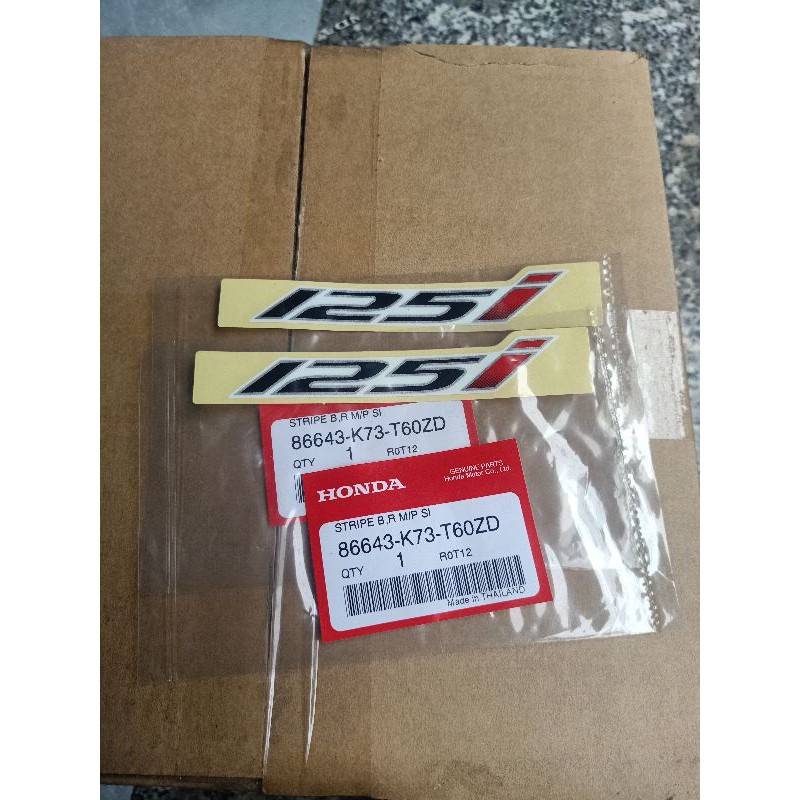 125i
125i
STRIPE B,R M/P SI
86643-K73-T60ZD
QTY 1 R0T12
HONDA
GENUINE PARTS
Honda Motor Co., Ltd.
STRIPE B,R M/P SI
86643-K73-T60ZD
QTY 1 R0T12
Made in THAILAND